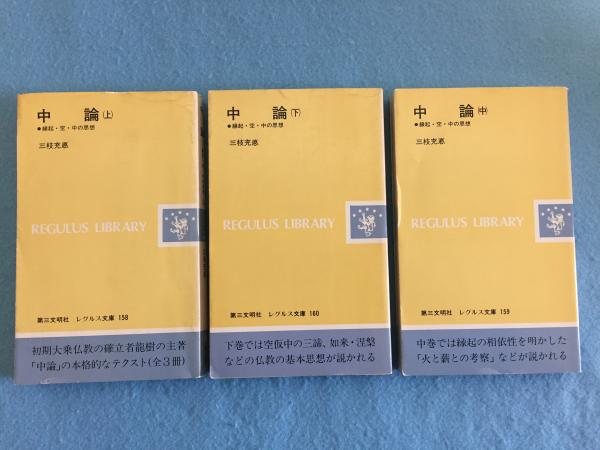 中 論(上)
●縁起・空・中の思想
三枝充悳
REGULUS LIBRARY
第三文明社 レグルス文庫 158
初期大乗仏教の確立者龍樹の主著
「中論」の本格的なテクスト(全3冊)
中 論(下)
●縁起・空・中の思想
三枝充悳
REGULUS LIBRARY
第三文明社 レグルス文庫 160
下巻では空仮中の三諦、如来・涅槃
などの仏教の基本思想が説かれる
中 論(中)
●縁起・空・中の思想
三枝充悳
REGULUS LIBRARY
第三文明社 レグルス文庫 159
中巻では縁起の相依性を明かした
「火と薪との考察」などが説かれる